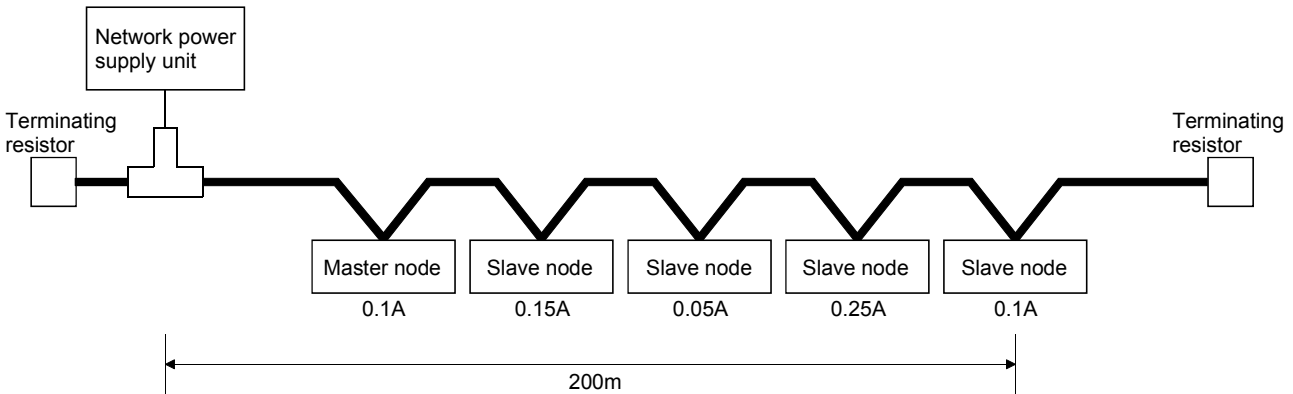 Network power
supply unit
Terminating
resistor
Terminating
resistor
Master node
Slave node
Slave node
Slave node
Slave node
0.1A
0.15A
0.05A
0.25A
0.1A
200m